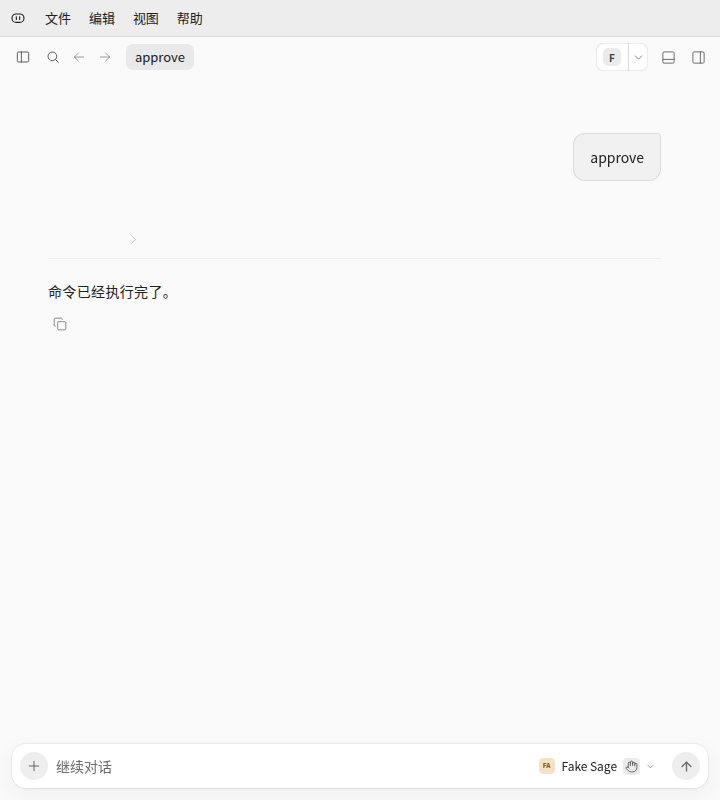 文件 编辑 视图 帮助
approve
F
approve
命令已经执行完了。
继续对话
FA Fake Sage